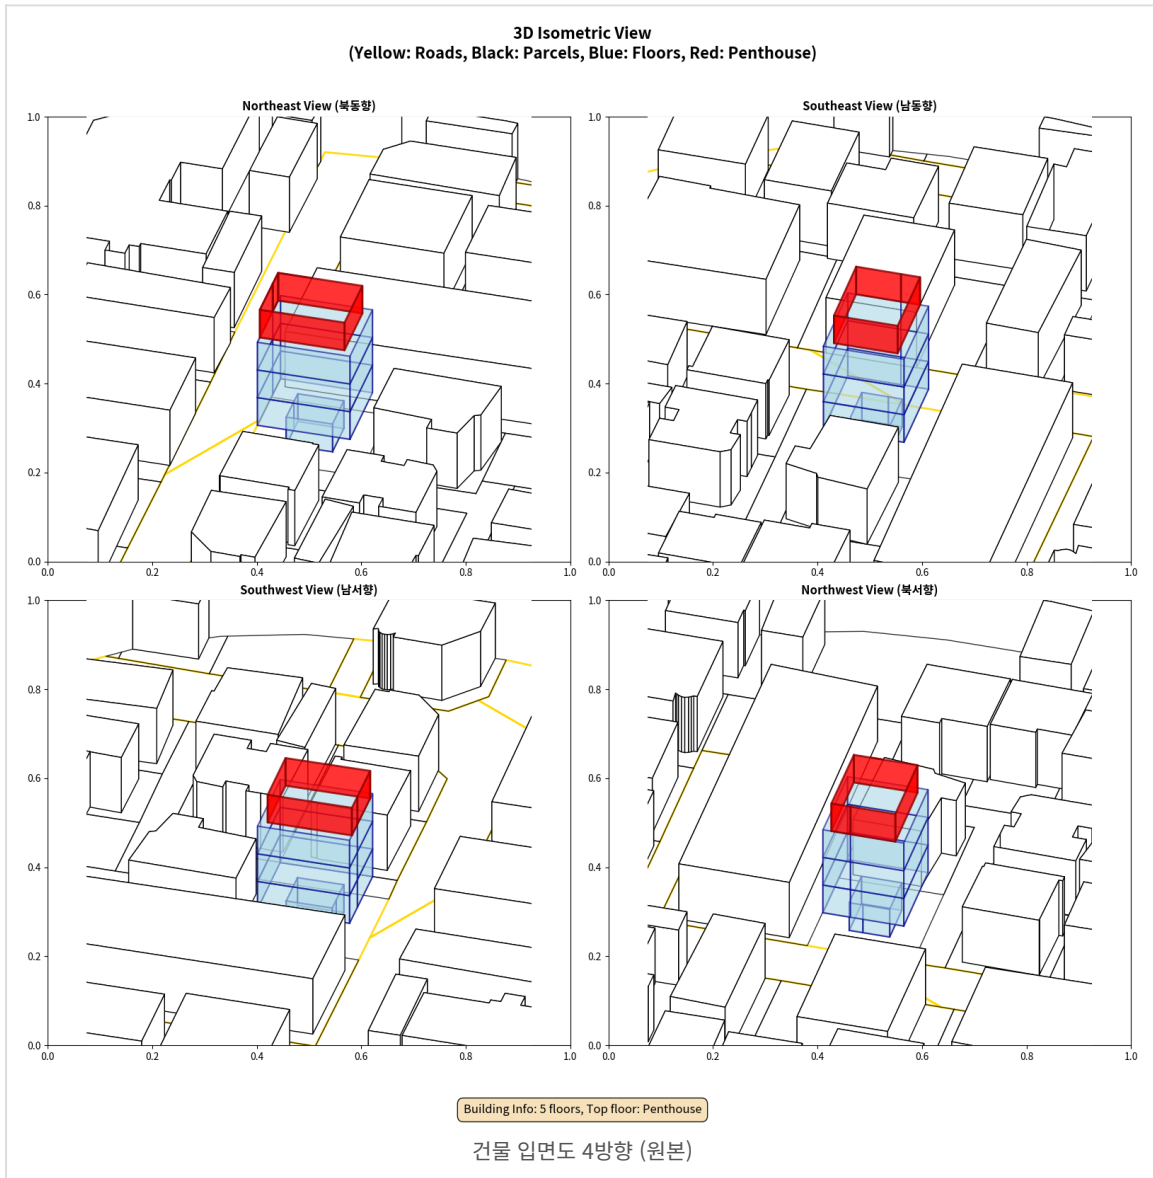 3D Isometric View
(Yellow: Roads, Black: Parcels, Blue: Floors, Red: Penthouse)
Northeast View (북동향)
1.0
0.8
0.6
0.4
0.2
0.0
0.0 0.2 0.4 0.6 0.8 1.0
Southeast View (남동향)
1.0
0.8
0.6
0.4
0.2
0.0
0.0 0.2 0.4 0.6 0.8 1.0
Southwest View (남서향)
1.0
0.8
0.6
0.4
0.2
0.0
0.0 0.2 0.4 0.6 0.8 1.0
Northwest View (북서향)
1.0
0.8
0.6
0.4
0.2
0.0
0.0 0.2 0.4 0.6 0.8 1.0
Building Info: 5 floors, Top floor: Penthouse
건물 입면도 4방향 (원본)